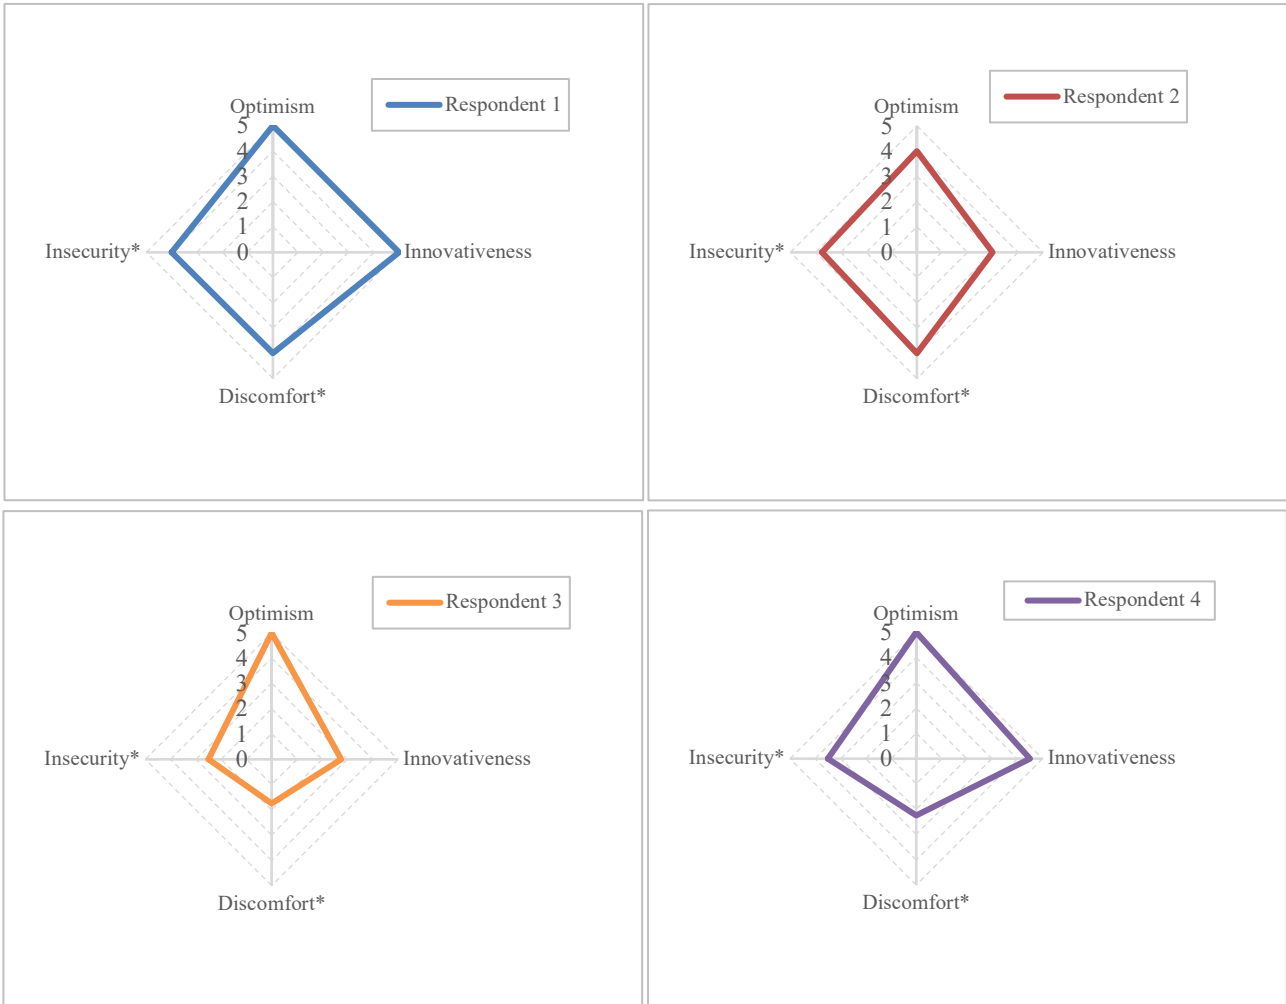 Respondent 1
Optimism
5
4
3
2
1
0
Insecurity*
Innovativeness
Discomfort*
Respondent 2
Optimism
5
4
3
2
1
0
Insecurity*
Innovativeness
Discomfort*
Respondent 3
Optimism
5
4
3
2
1
0
Insecurity*
Innovativeness
Discomfort*
Respondent 4
Optimism
5
4
3
2
1
0
Insecurity*
Innovativeness
Discomfort*